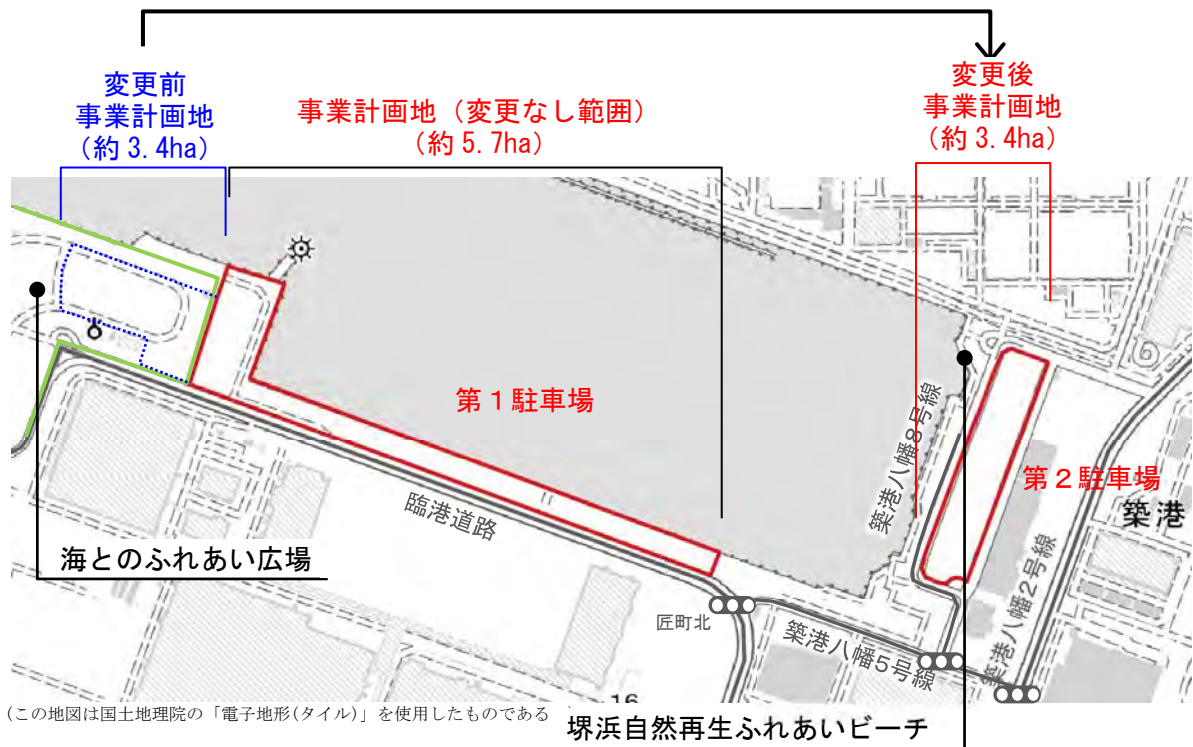 変更前
事業計画地
(約 3.4ha)
事業計画地(変更なし範囲)
(約 5.7ha)
変更後
事業計画地
(約 3.4ha)
第1駐車場
築港八幡8号線
第2駐車場
築港
臨港道路
海とのふれあい広場
匠町北
築港八幡5号線
築港八幡2号線
16
(この地図は国土地理院の「電子地形(タイル)」を使用したものである
堺浜自然再生ふれあいビーチ